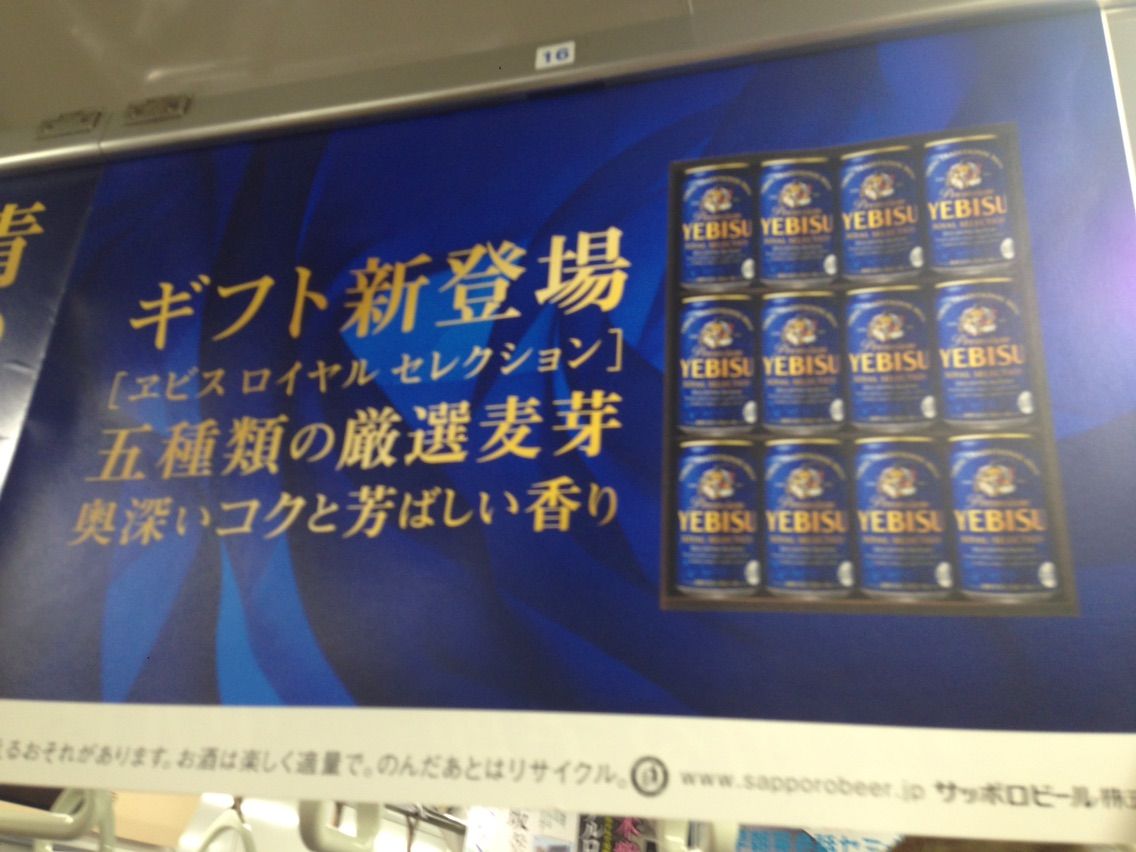 16
ギフト新登場
［ヱビス ロイヤル セレクション］
五種類の厳選麦芽
奥深いコクと芳ばしい香り
YEBISU YEBISU YEBISU YEBISU
YEBISU YEBISU YEBISU YEBISU
YEBISU YEBISU YEBISU YEBISU
えるおそれがあります。お酒は楽しく適量で。のんだあとはリサイクル。 www.sapporobeer.jp サッポロビール株式